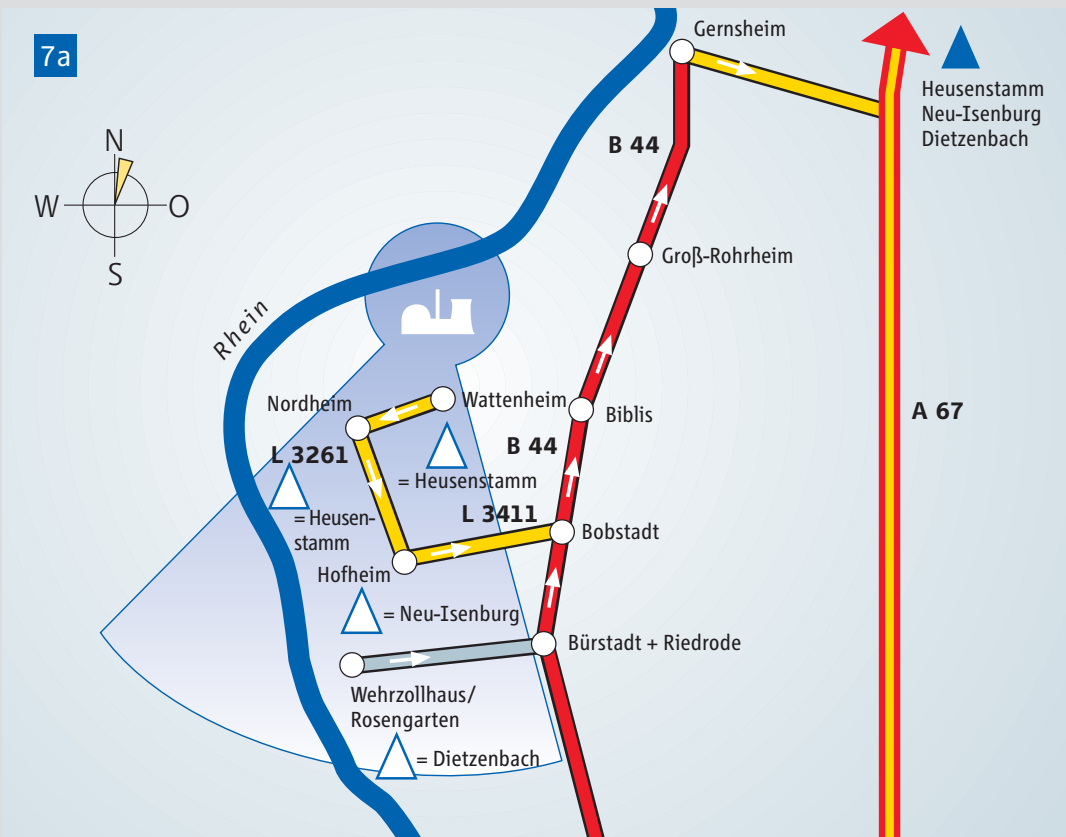 7a
Gernsheim
Heusenstamm
Neu-Isenburg
Dietzenbach
N
W
O
S
B 44
Groß-Rohrheim
Rhein
Nordheim
Wattenheim
Biblis
A 67
L 3261
B 44
= Heusenstamm
= Heusen-
stamm
L 3411
Bobstadt
Hofheim
= Neu-Isenburg
Bürstadt + Riedrode
Wehrzollhaus/
Rosengarten
= Dietzenbach